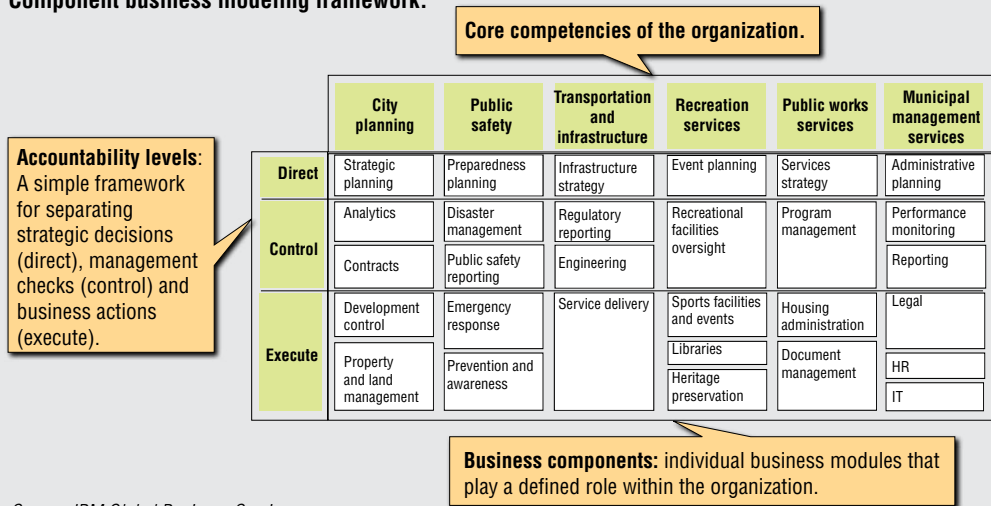 Component business modeling framework.
Core competencies of the organization.
City
planning
Public
safety
Transportation
and
infrastructure
Recreation
services
Public works
services
Municipal
management
services
Accountability levels:
A simple framework
for separating
strategic decisions
(direct), management
checks (control) and
business actions
(execute).
Direct
Strategic
planning
Preparedness
planning
Infrastructure
strategy
Event planning
Services
strategy
Administrative
planning
Control
Analytics
Contracts
Disaster
management
Public safety
reporting
Regulatory
reporting
Engineering
Recreational
facilities
oversight
Program
management
Performance
monitoring
Reporting
Execute
Development
control
Property
and land
management
Emergency
response
Prevention and
awareness
Service delivery
Sports facilities
and events
Libraries
Heritage
preservation
Housing
administration
Document
management
Legal
HR
IT
Business components: individual business modules that
play a defined role within the organization.